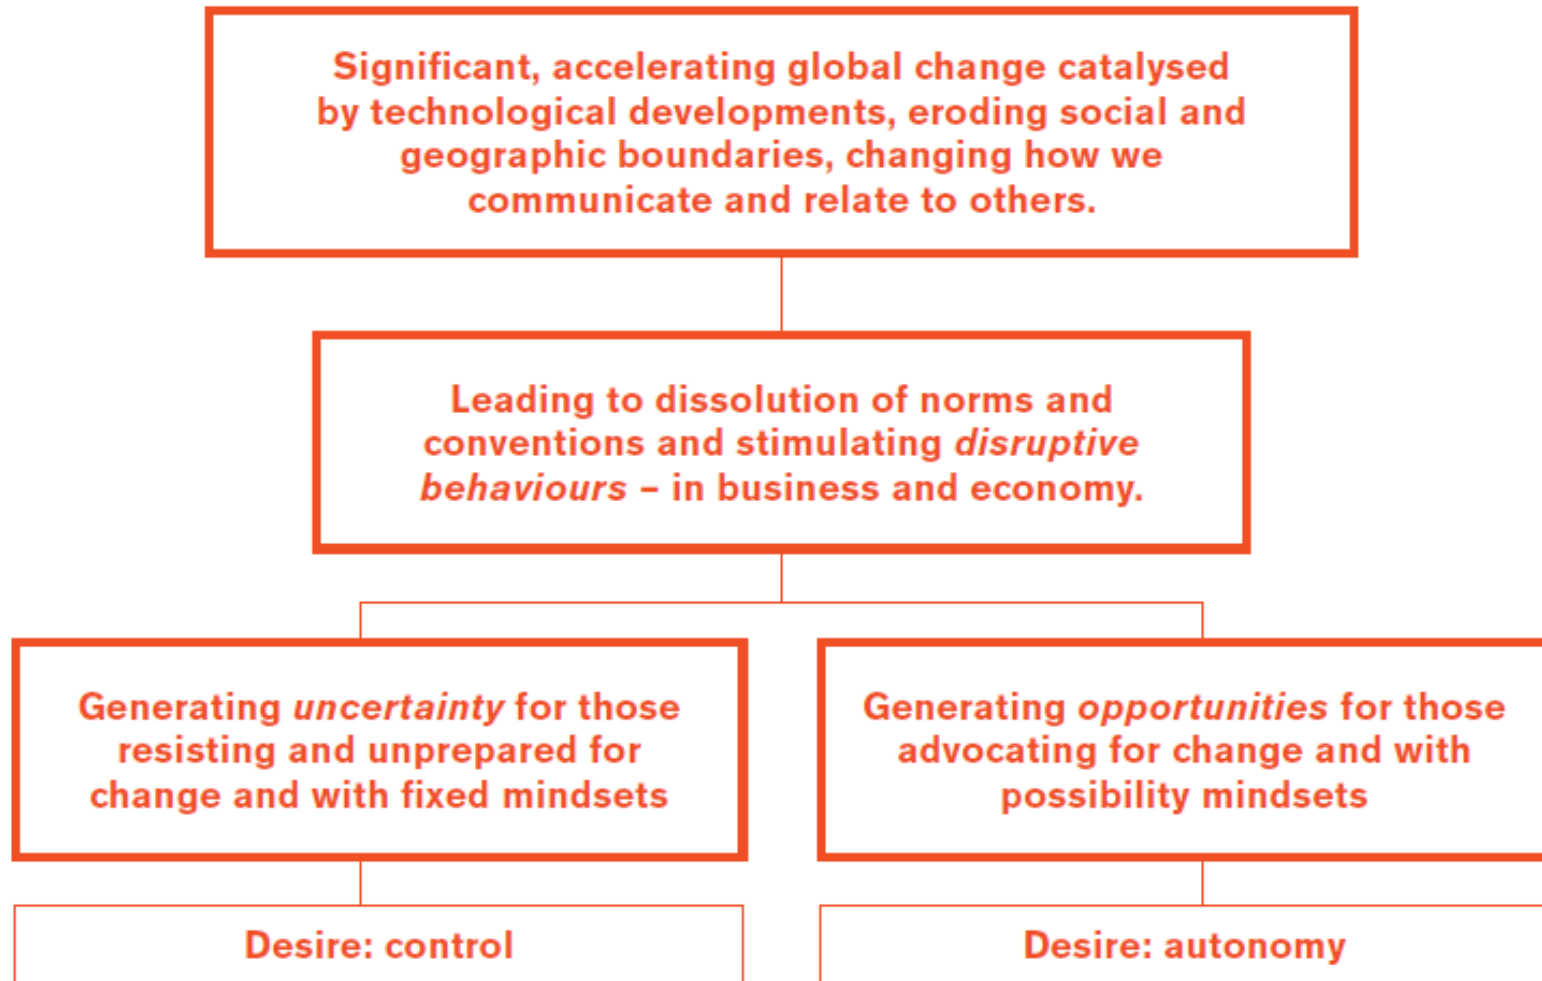 Significant, accelerating global change catalysed
by technological developments, eroding social and
geographic boundaries, changing how we
communicate and relate to others.
Leading to dissolution of norms and
conventions and stimulating disruptive
behaviours – in business and economy.
Generating uncertainty for those
resisting and unprepared for
change and with fixed mindsets
Generating opportunities for those
advocating for change and with
possibility mindsets
Desire: control
Desire: autonomy